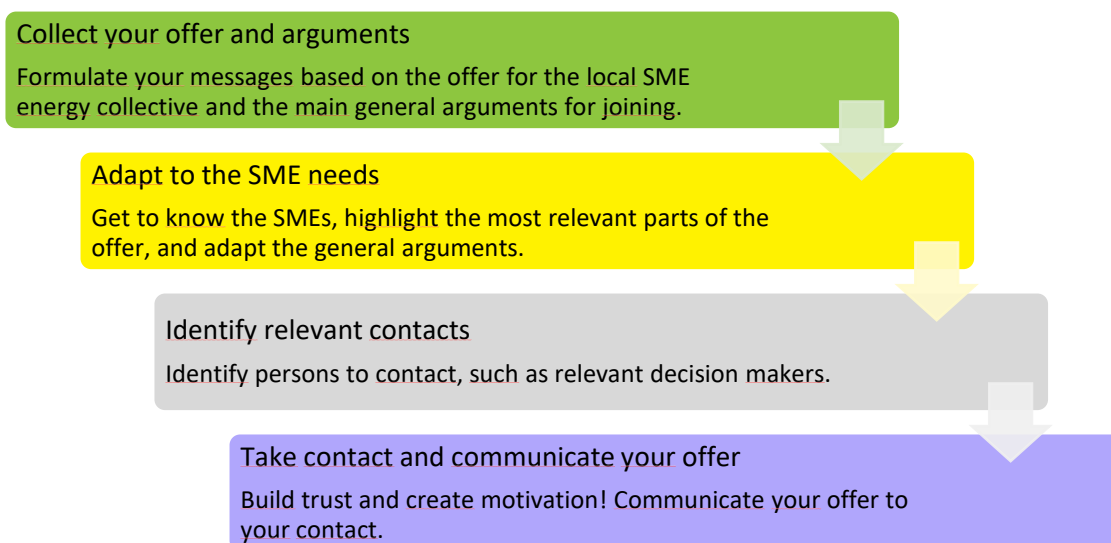 Collect your offer and arguments
Formulate your messages based on the offer for the local SME
energy collective and the main general arguments for joining.
Adapt to the SME needs
Get to know the SMEs, highlight the most relevant parts of the
offer, and adapt the general arguments.
Identify relevant contacts
Identify persons to contact, such as relevant decision makers.
Take contact and communicate your offer
Build trust and create motivation! Communicate your offer to
your contact.